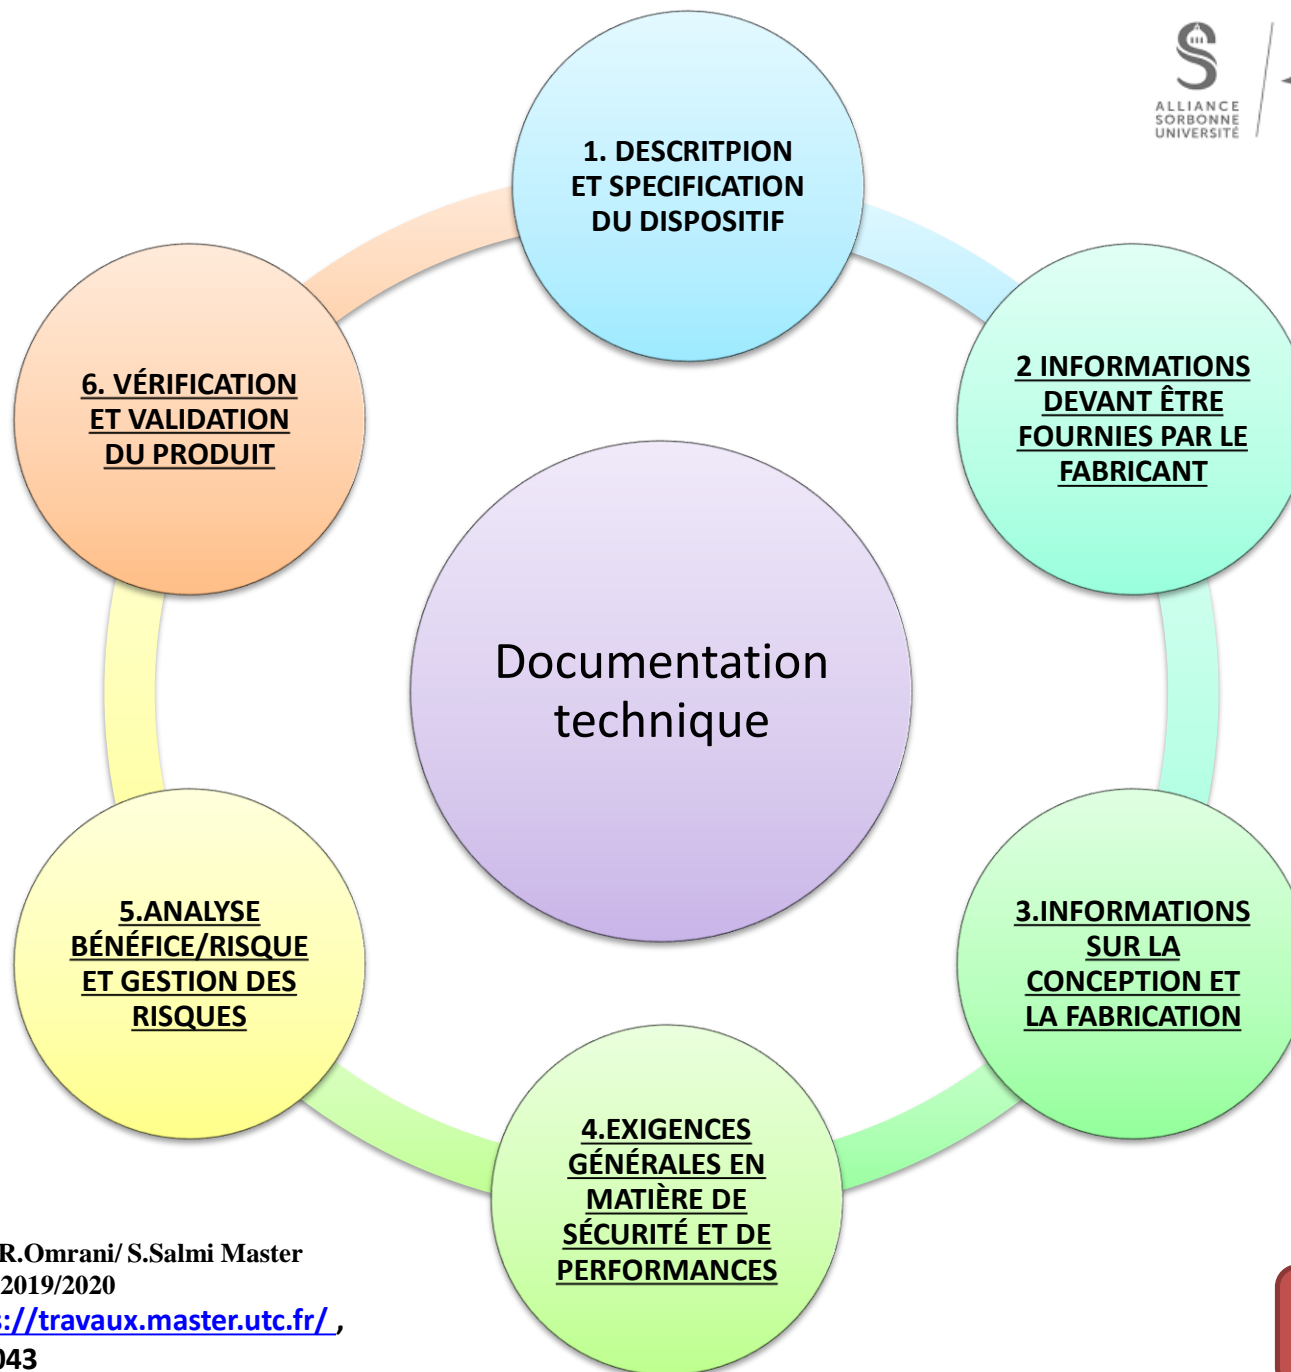 ALLIANCE
SORBONNE
UNIVERSITÉ
1. DESCRITPION
ET SPECIFICATION
DU DISPOSITIF
2 INFORMATIONS
DEVANT ÊTRE
FOURNIES PAR LE
FABRICANT
3.INFORMATIONS
SUR LA
CONCEPTION ET
LA FABRICATION
4.EXIGENCES
GÉNÉRALES EN
MATIÈRE DE
SÉCURITÉ ET DE
PERFORMANCES
5.ANALYSE
BÉNÉFICE/RISQUE
ET GESTION DES
RISQUES
6. VÉRIFICATION
ET VALIDATION
DU PRODUIT
Documentation
technique
R.Omrani/ S.Salmi Master
2019/2020
s://travaux.master.utc.fr/ ,
043